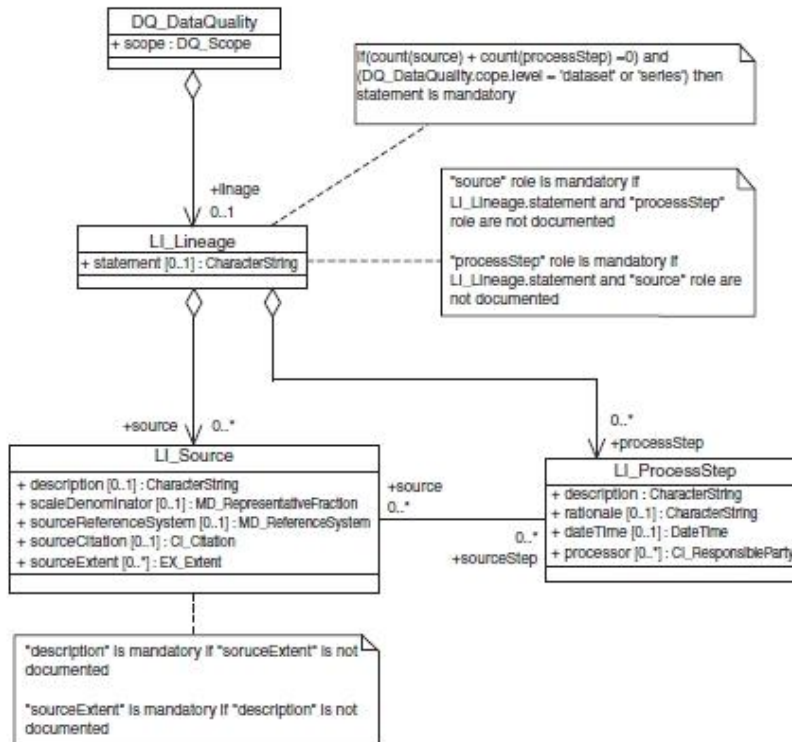 DQ_DataQuality
+ scope : DQ_Scope
If(count(source) + count(processStep) =0) and
(DQ_DataQuality.cope.level = 'dataset' or 'series') then
statement is mandatory
+linage
0..1
"source" role is mandatory if
LI_Lineage.statement and "processStep"
role are not documented
"processStep" role is mandatory if
LI_Lineage.statement and "source" role are
not documented
LI_Lineage
+ statement [0..1] : CharacterString
+source
0..*
0..*
+processStep
LI_Source
+ description [0..1] : CharacterString
+ scaleDenominator [0..1] : MD_RepresentativeFraction
+ sourceReferenceSystem [0..1] : MD_ReferenceSystem
+ sourceCitation [0..1] : CI_Citation
+ sourceExtent [0..*] : EX_Extent
+source
0..*
0..*
+sourceStep
LI_ProcessStep
+ description : CharacterString
+ rationale [0..1] : CharacterString
+ dateTime [0..1] : DateTime
+ processor [0..*] : CI_ResponsibleParty
"description" is mandatory if "soruceExtent" is not
documented
"sourceExtent" is mandatory if "description" is not
documented